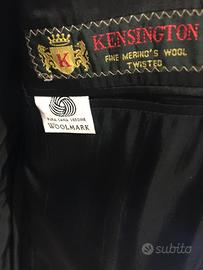 KENSINGTON
K
FINE MERINO'S WOOL
TWISTED
PURA LANA VERGINE
WOOLMARK
subito